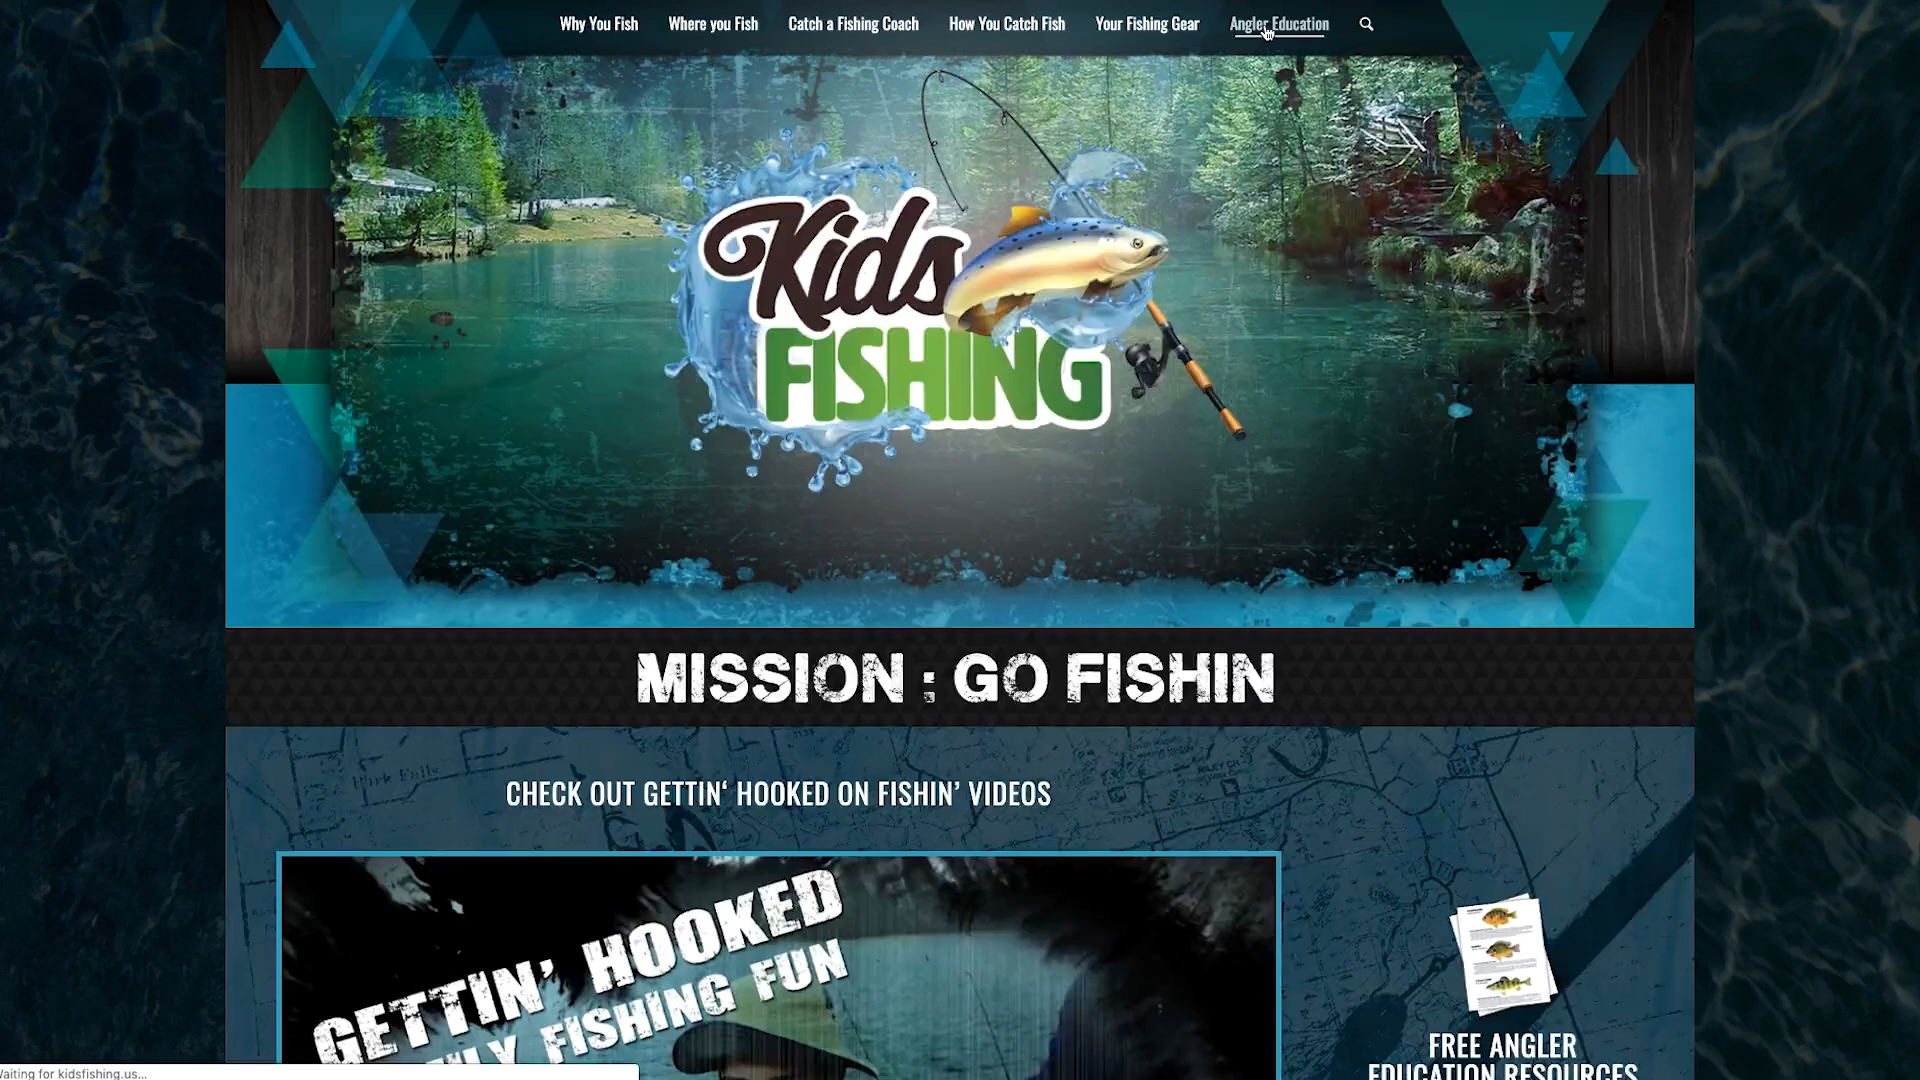 Why You Fish
Where you Fish
Catch a Fishing Coach
How You Catch Fish
Your Fishing Gear
Angler Education
Kids
FISHING
MISSION : GO FISHIN
CHECK OUT GETTIN‘ HOOKED ON FISHIN’ VIDEOS
GETTIN’ HOOKED
FISHING FUN
FREE ANGLER
EDUCATION RESOURCES
Waiting for kidsfishing.us...